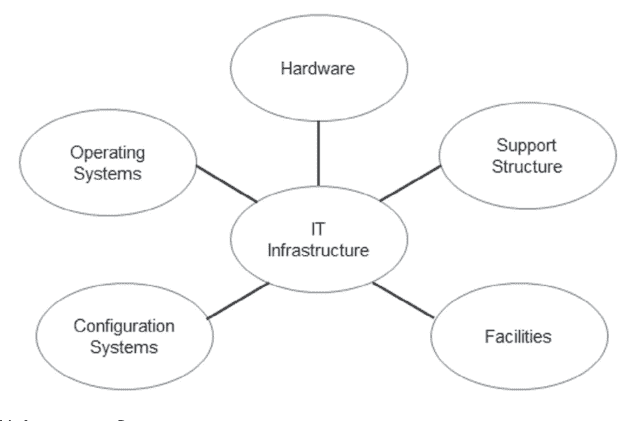 Hardware
Operating
Systems
Support
Structure
IT
Infrastructure
Configuration
Systems
Facilities